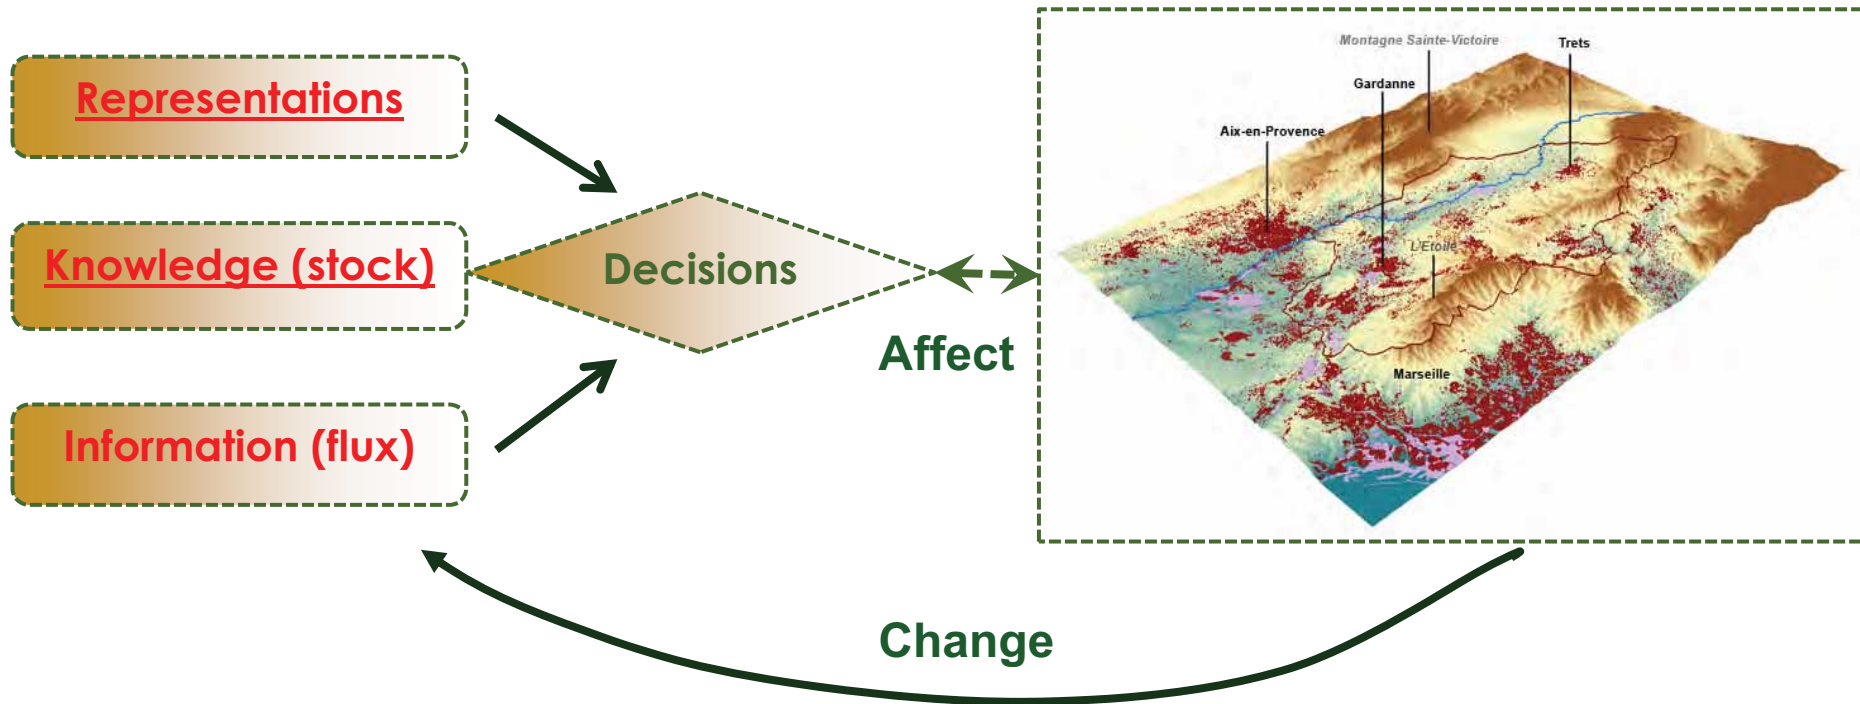 Representations
Knowledge (stock)
Information (flux)
Decisions
Affect
Change
Montagne Sainte-Victoire
Trets
Gardanne
Aix-en-Provence
L'Etoile
Marseille